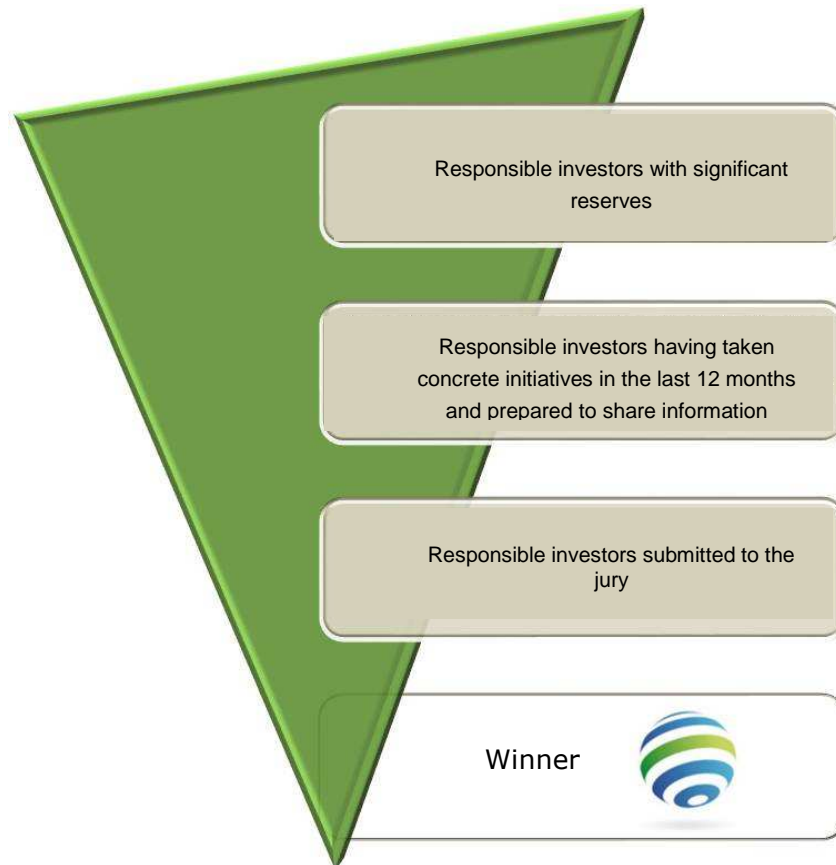 Responsible investors with significant
reserves
Responsible investors having taken
concrete initiatives in the last 12 months
and prepared to share information
Responsible investors submitted to the
jury
Winner